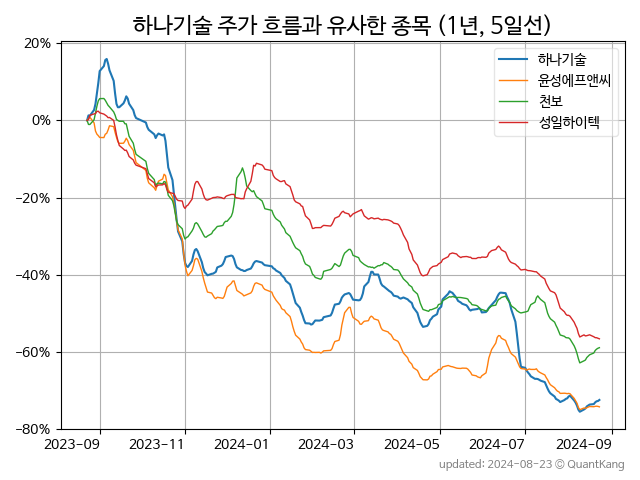 하나기술 주가 흐름과 유사한 종목 (1년, 5일선)
20%
0%
−20%
−40%
−60%
−80%
하나기술
윤성에프앤씨
천보
성일하이텍
2023-09
2023-11
2024-01
2024-03
2024-05
2024-07
2024-09
updated: 2024-08-23 ⓒ QuantKang